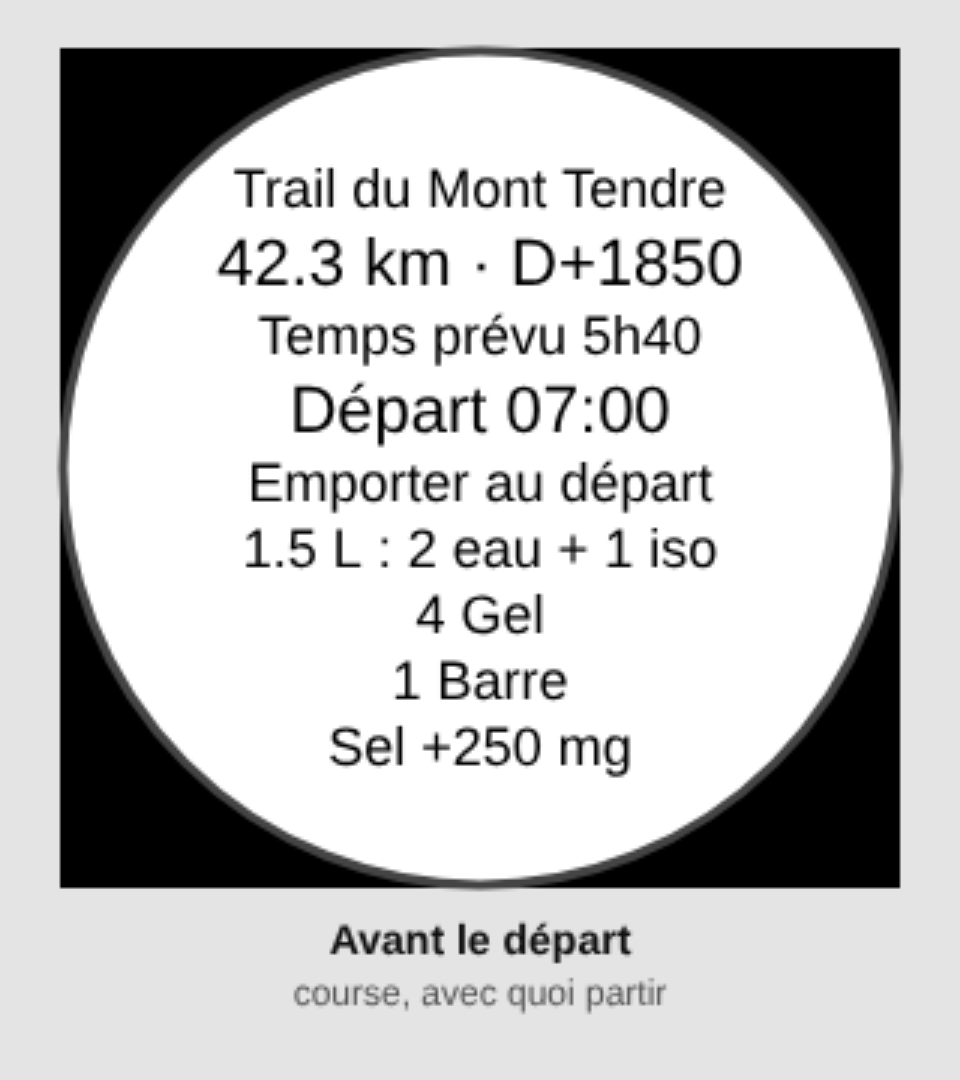 Trail du Mont Tendre
42.3 km · D+1850
Temps prévu 5h40
Départ 07:00
Emporter au départ
1.5 L : 2 eau + 1 iso
4 Gel
1 Barre
Sel +250 mg
Avant le départ
course, avec quoi partir